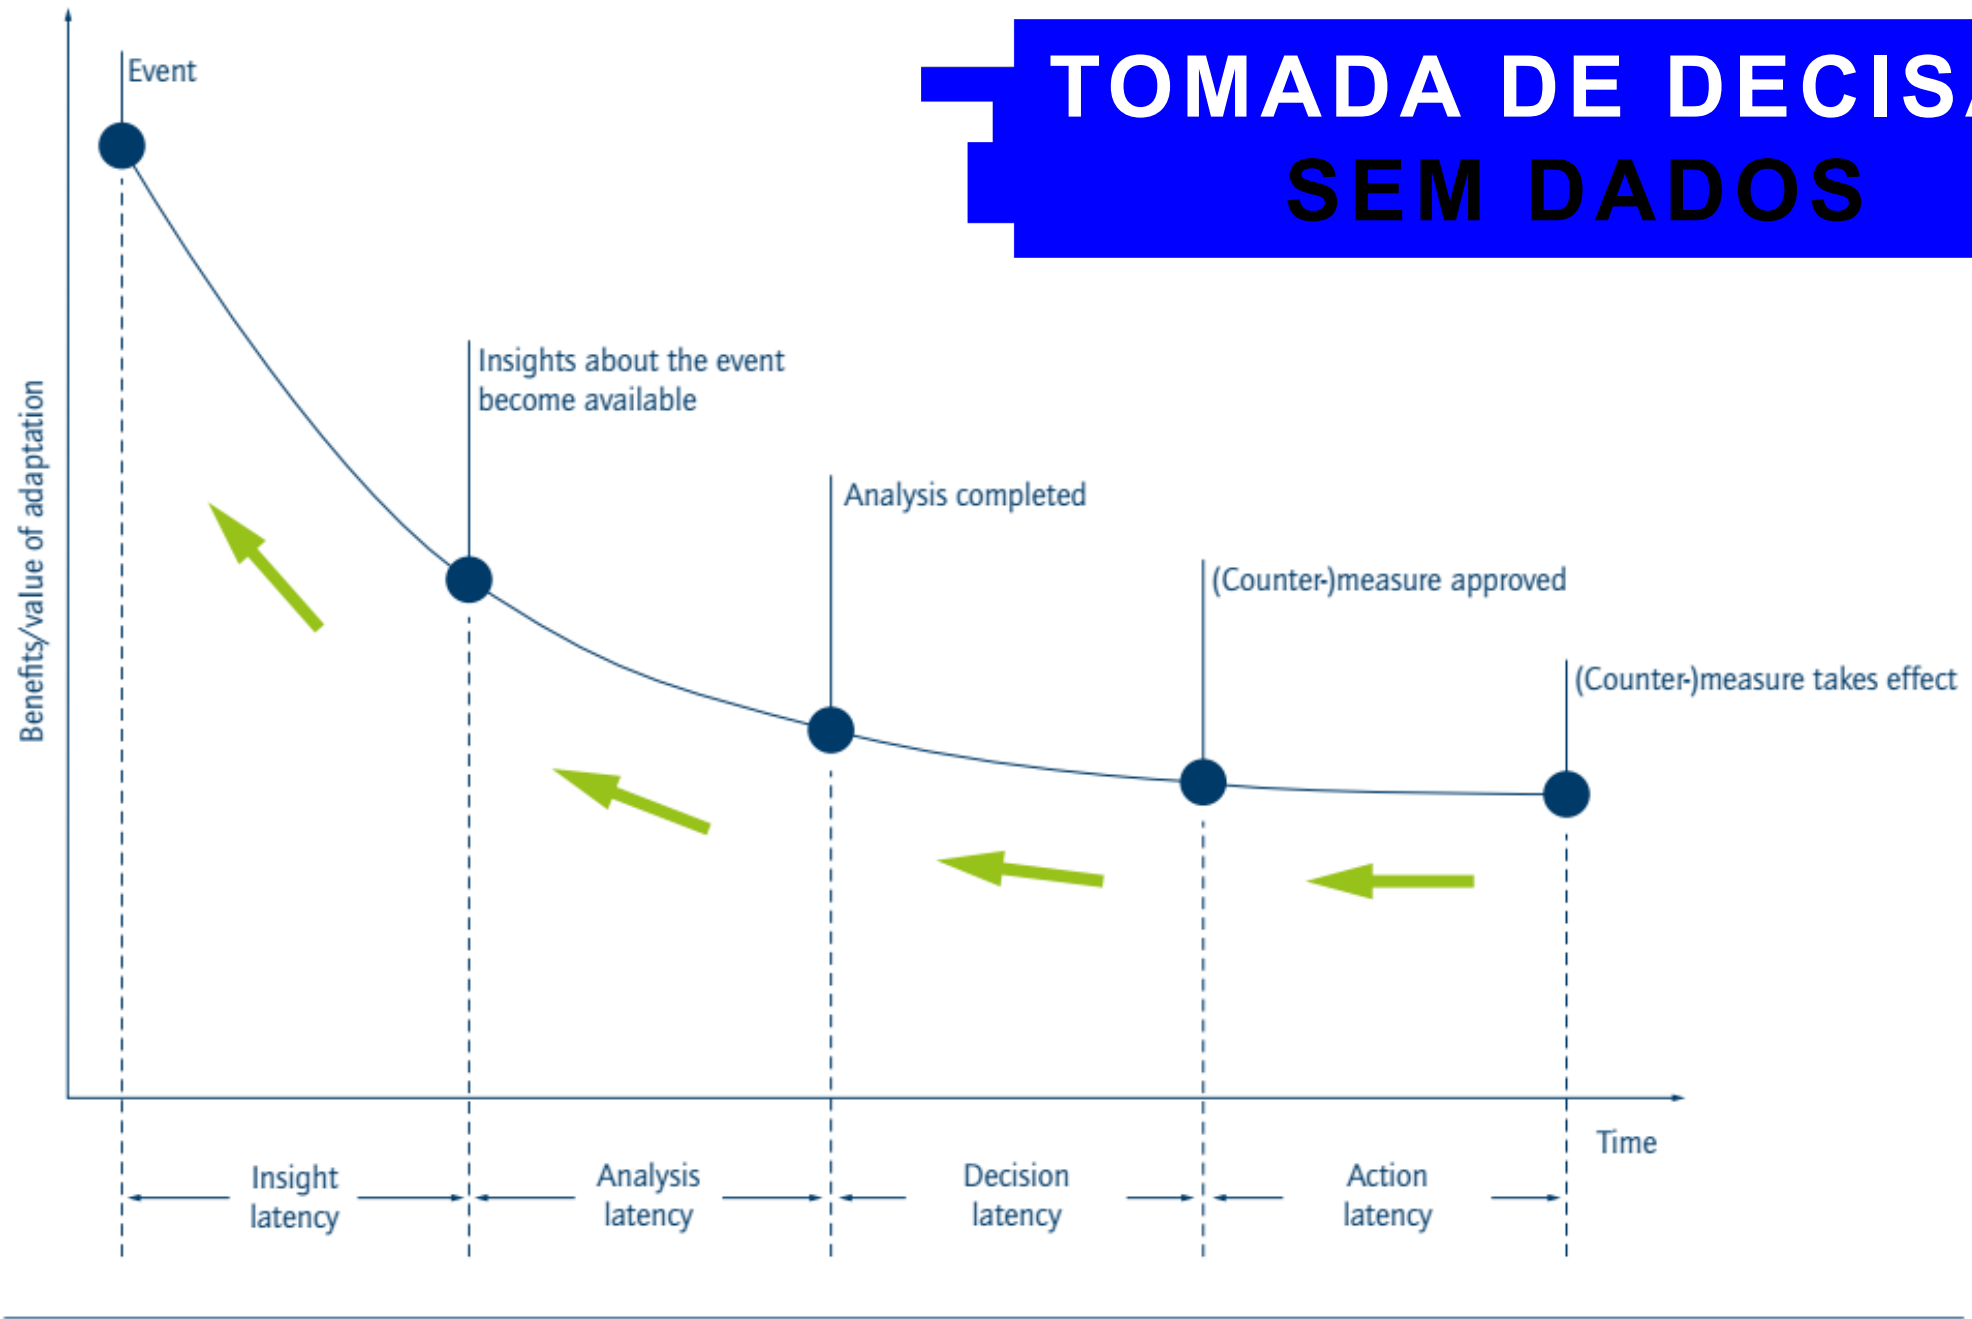 Event
TOMADA DE DECIS
SEM DADOS
Insights about the event
become available
Analysis completed
(Counter-)measure approved
(Counter-)measure takes effect
Benefits/value of adaptation
Time
Insight
latency
Analysis
latency
Decision
latency
Action
latency